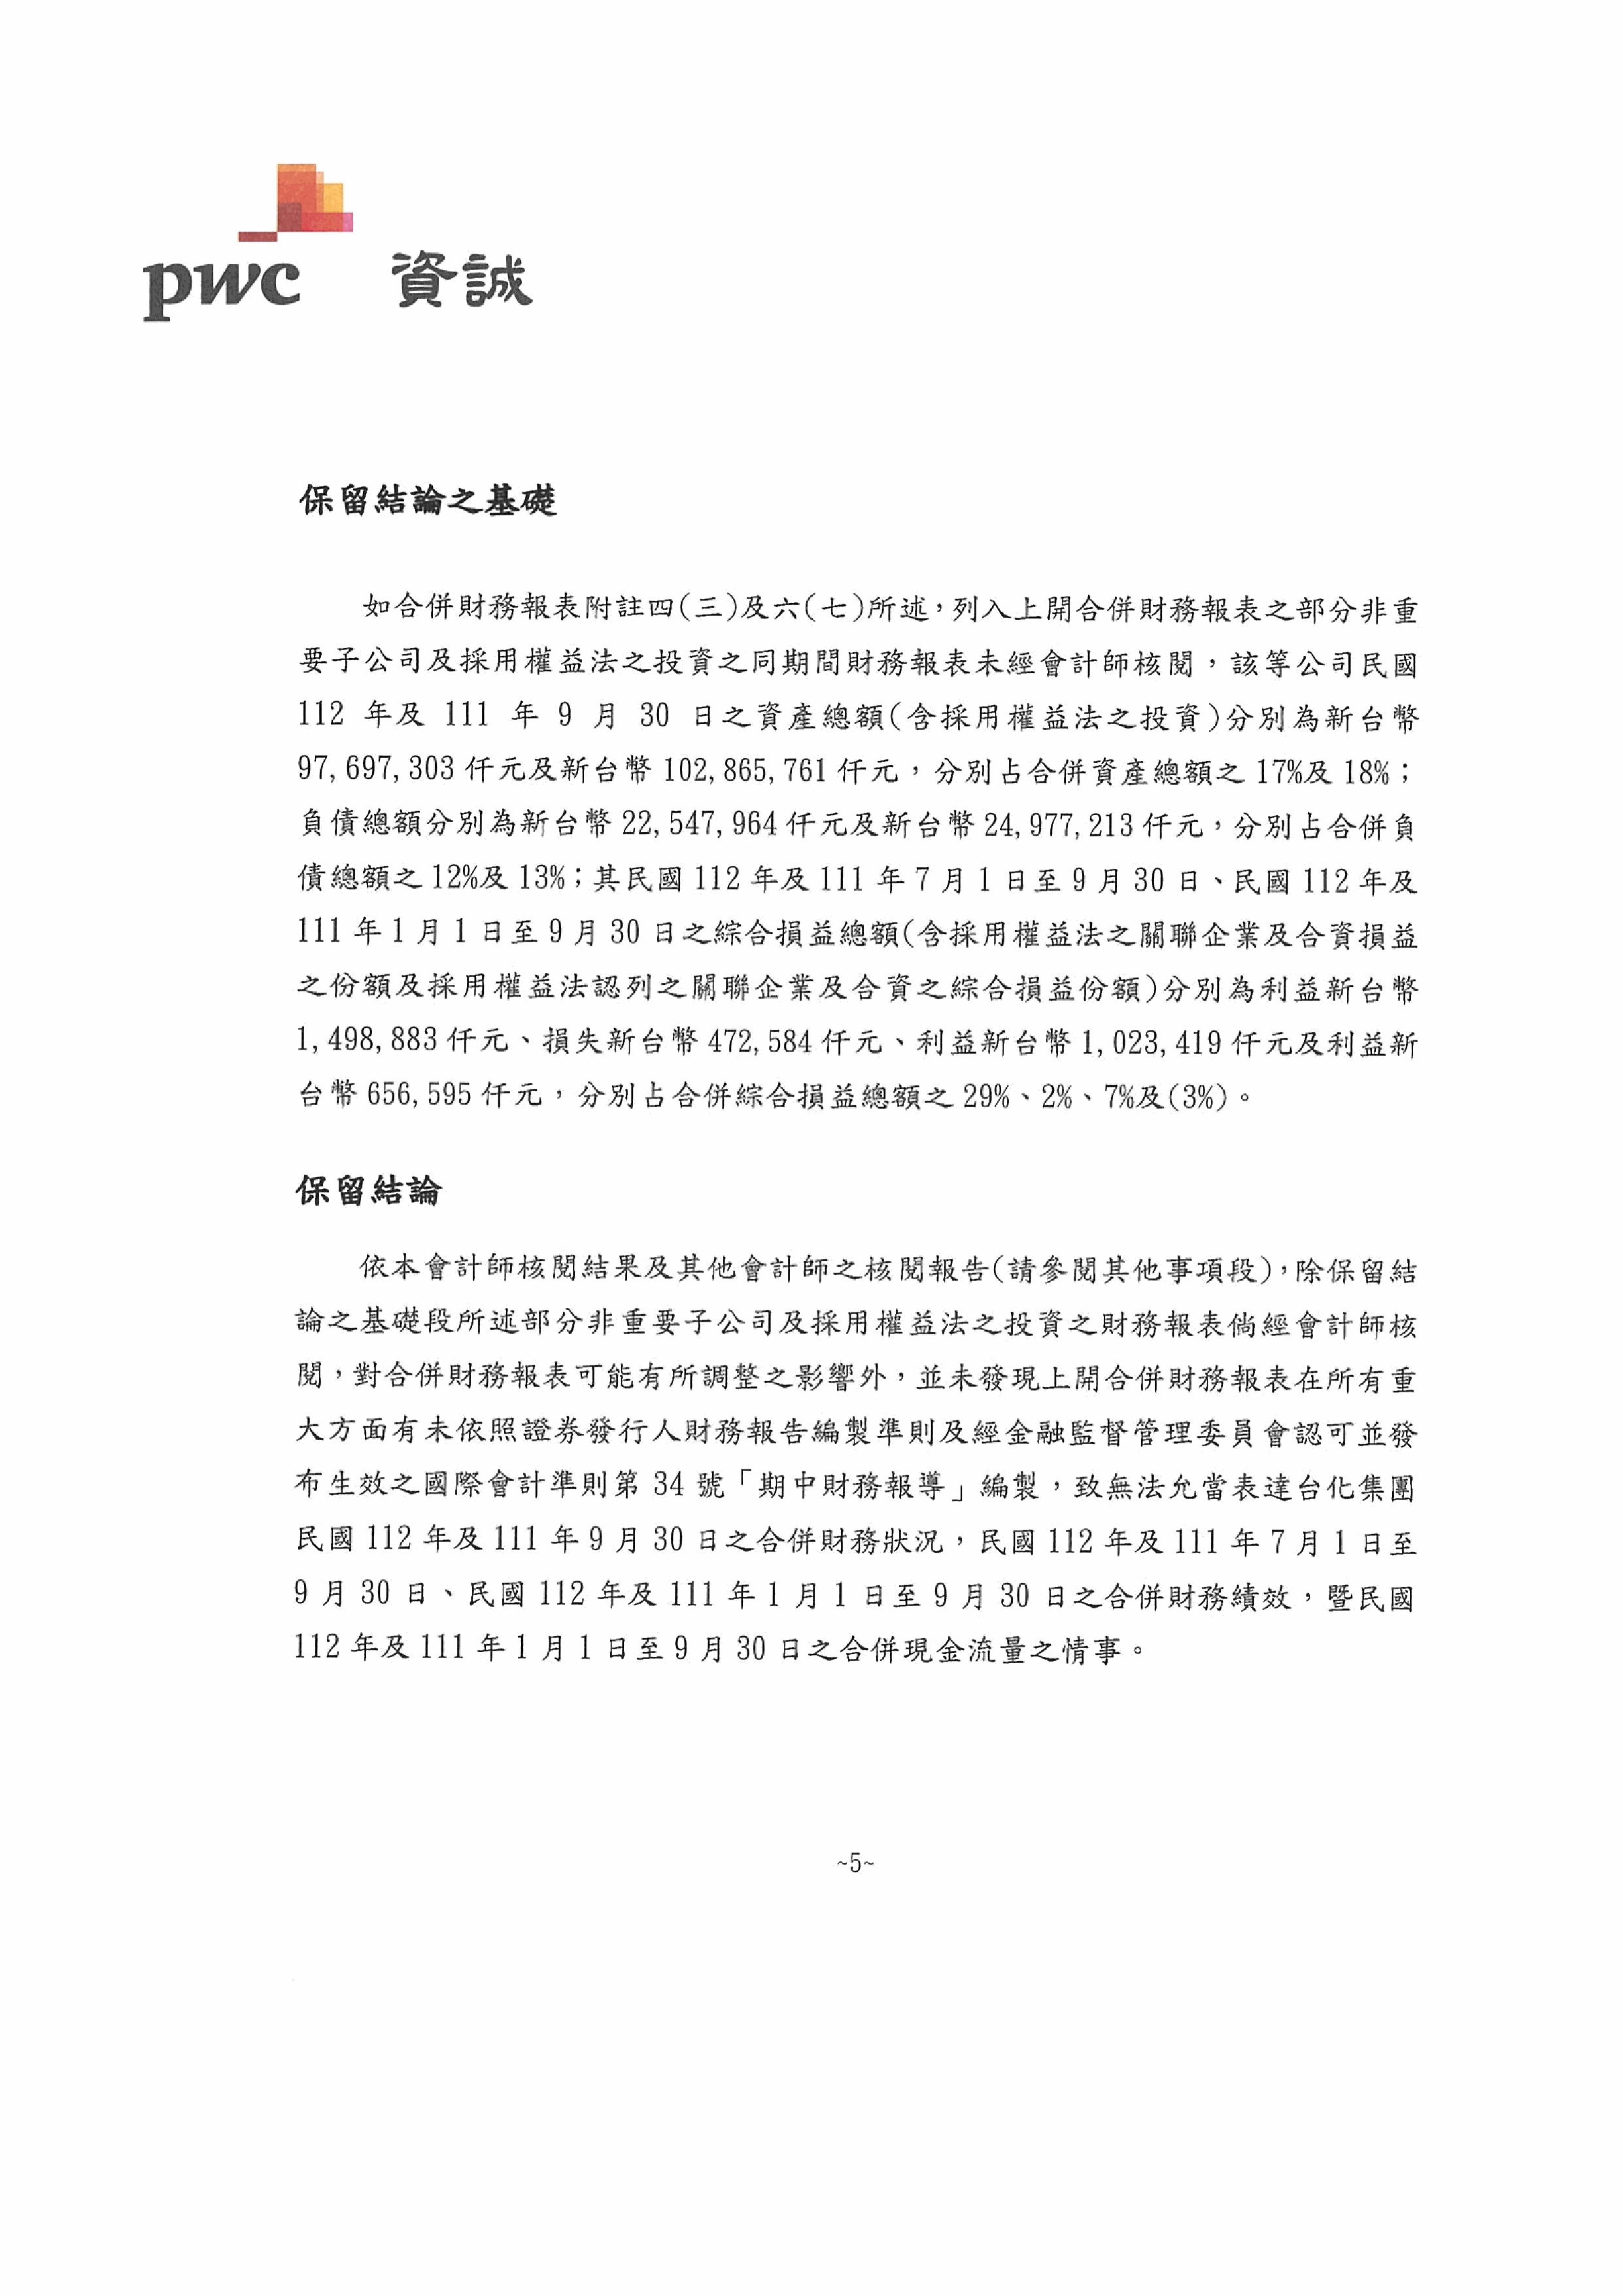 pwc 資誠
保留結論之基礎
如合併財務報表附註四(三)及六(七)所述，列入上開合併財務報表之部分非重
要子公司及採用權益法之投資之同期間財務報表未經會計師核閱，該等公司民國
112 年及 111 年 9 月 30 日之資產總額(含採用權益法之投資)分別為新台幣
97,697,303 仟元及新台幣 102,865,761 仟元，分別占合併資產總額之 17%及 18%；
負債總額分別為新台幣 22,547,964 仟元及新台幣 24,977,213 仟元，分別占合併負
債總額之 12%及 13%；其民國 112 年及 111 年 7 月 1 日至 9 月 30 日、民國 112 年及
111 年 1 月 1 日至 9 月 30 日之綜合損益總額(含採用權益法之關聯企業及合資損益
之份額及採用權益法認列之關聯企業及合資之綜合損益份額)分別為利益新台幣
1,498,883 仟元、損失新台幣 472,584 仟元、利益新台幣 1,023,419 仟元及利益新
台幣 656,595 仟元，分別占合併綜合損益總額之 29%、2%、7%及(3%)。
保留結論
依本會計師核閱結果及其他會計師之核閱報告(請參閱其他事項段)，除保留結
論之基礎段所述部分非重要子公司及採用權益法之投資之財務報表倘經會計師核
閱，對合併財務報表可能有所調整之影響外，並未發現上開合併財務報表在所有重
大方面有未依照證券發行人財務報告編製準則及經金融監督管理委員會認可並發
布生效之國際會計準則第 34 號「期中財務報導」編製，致無法允當表達台化集團
民國 112 年及 111 年 9 月 30 日之合併財務狀況，民國 112 年及 111 年 7 月 1 日至
9 月 30 日、民國 112 年及 111 年 1 月 1 日至 9 月 30 日之合併財務績效，暨民國
112 年及 111 年 1 月 1 日至 9 月 30 日之合併現金流量之情事。
~5~